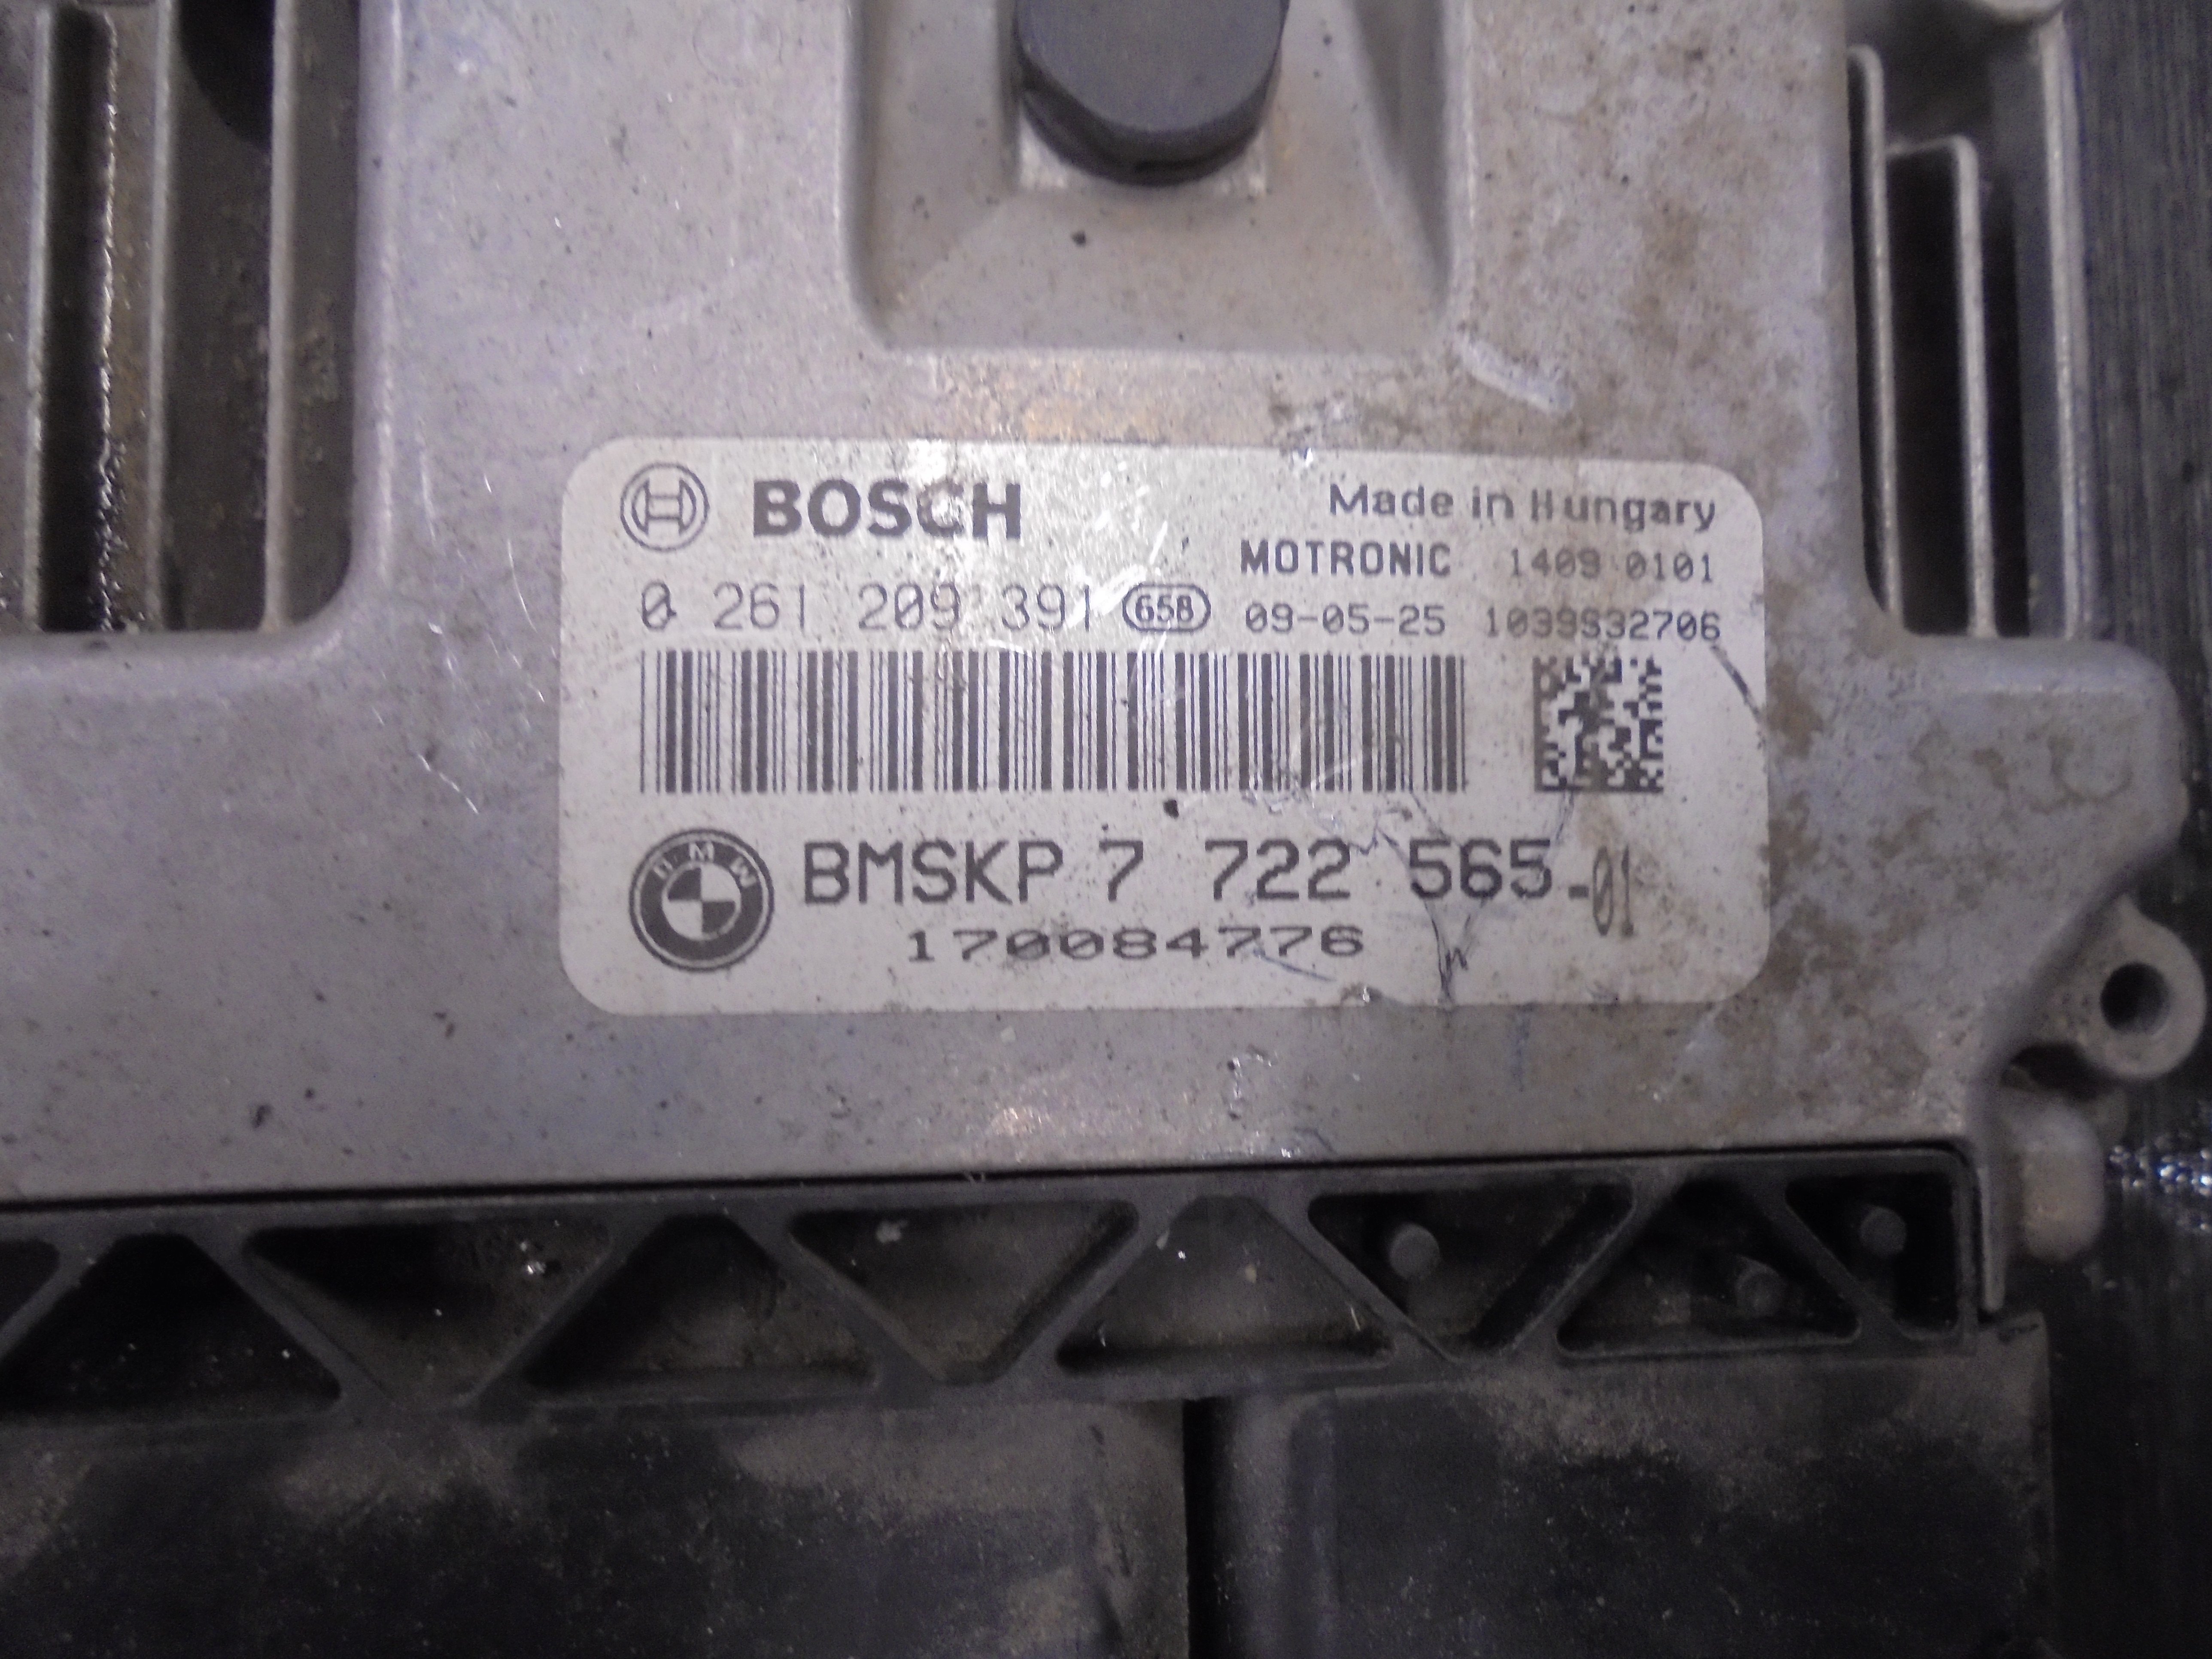 BOSCH
Made in Hungary
MOTRONIC 1409 0101
0 261 209 391 658 09-05-25 1039S32706
BMW BMSKP 7 722 565-01
170084776